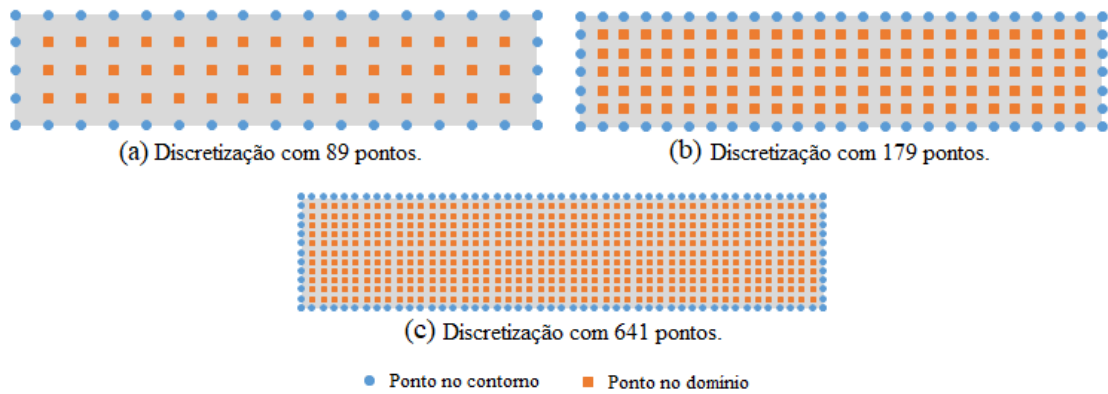 (a) Discretização com 89 pontos.
(b) Discretização com 179 pontos.
(c) Discretização com 641 pontos.
Ponto no contorno
Ponto no domínio